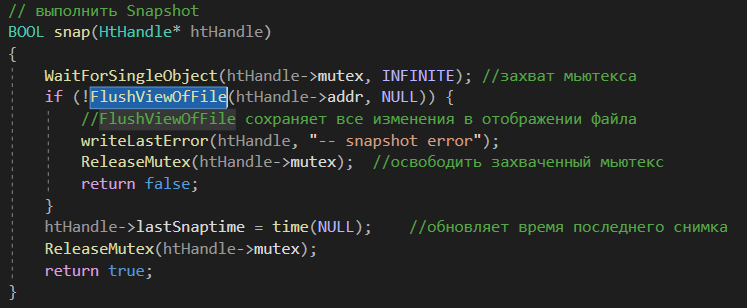 // выполнить Snapshot
BOOL snap(HtHandle* htHandle)
{
WaitForSingleObject(htHandle->mutex, INFINITE); //захват мьютекса
if (!FlushViewOfFile(htHandle->addr, NULL)) {
//FlushViewOfFile сохраняет все изменения в отображении файла
writeLastError(htHandle, "-- snapshot error");
ReleaseMutex(htHandle->mutex); //освободить захваченный мьютекс
return false;
}
htHandle->lastSnaptime = time(NULL); //обновляет время последнего снимка
ReleaseMutex(htHandle->mutex);
return true;
}